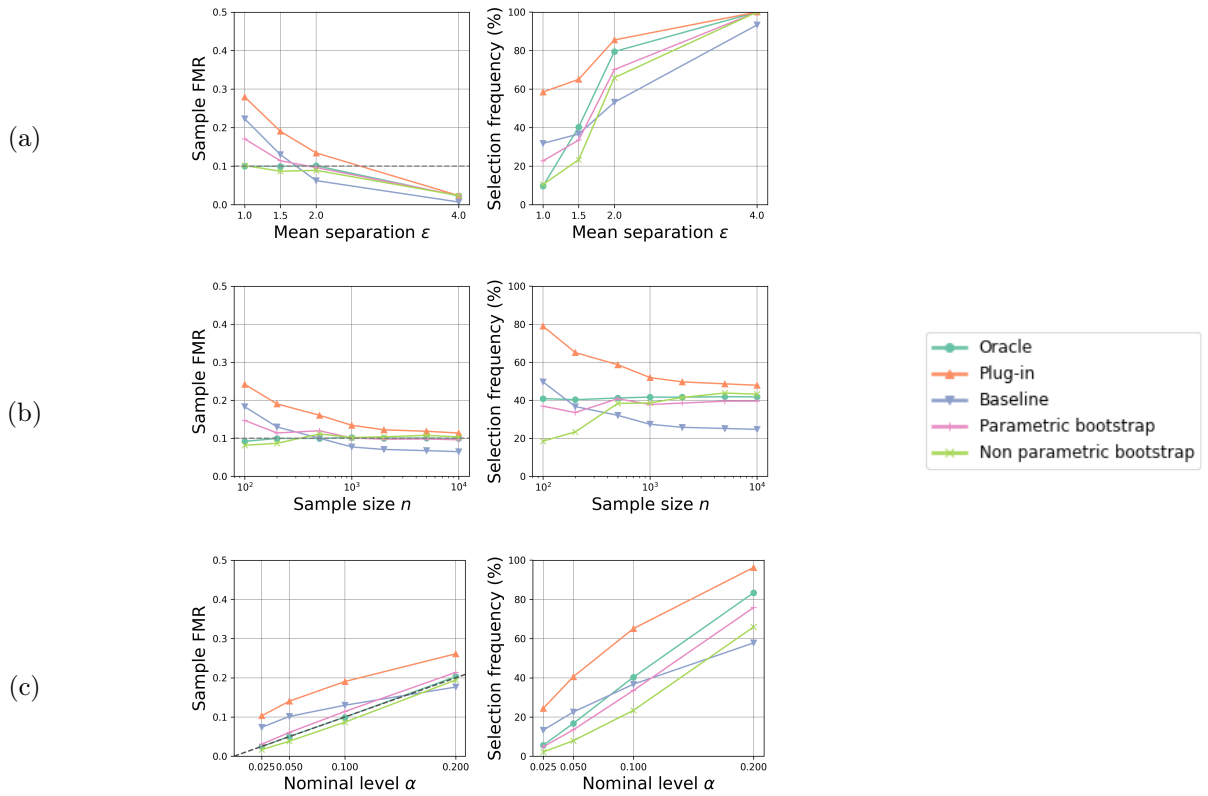 (a)
Sample FMR
0.5
0.4
0.3
0.2
0.1
0.0
1.0 1.5 2.0 4.0
Mean separation ε
Selection frequency (%)
100
80
60
40
20
0
1.0 1.5 2.0 4.0
Mean separation ε
(b)
Sample FMR
0.5
0.4
0.3
0.2
0.1
0.0
10² 10³ 10⁴
Sample size n
Selection frequency (%)
100
80
60
40
20
0
10² 10³ 10⁴
Sample size n
Oracle
Plug-in
Baseline
Parametric bootstrap
Non parametric bootstrap
(c)
Sample FMR
0.5
0.4
0.3
0.2
0.1
0.0
0.025 0.050 0.100 0.200
Nominal level α
Selection frequency (%)
100
80
60
40
20
0
0.025 0.050 0.100 0.200
Nominal level α